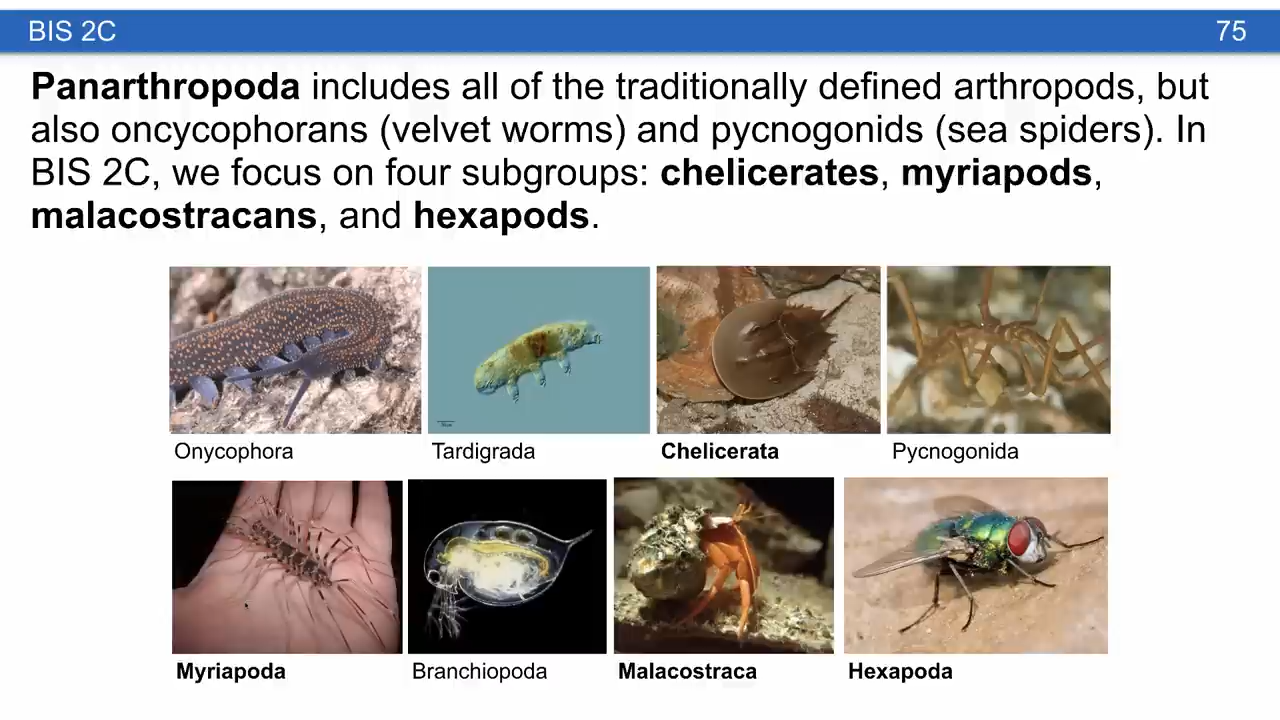 BIS 2C
75
Panarthropoda includes all of the traditionally defined arthropods, but
also oncycophorans (velvet worms) and pycnogonids (sea spiders). In
BIS 2C, we focus on four subgroups: chelicerates, myriapods,
malacostracans, and hexapods.
Onycophora
Tardigrada
Chelicerata
Pycnogonida
Myriapoda
Branchiopoda
Malacostraca
Hexapoda